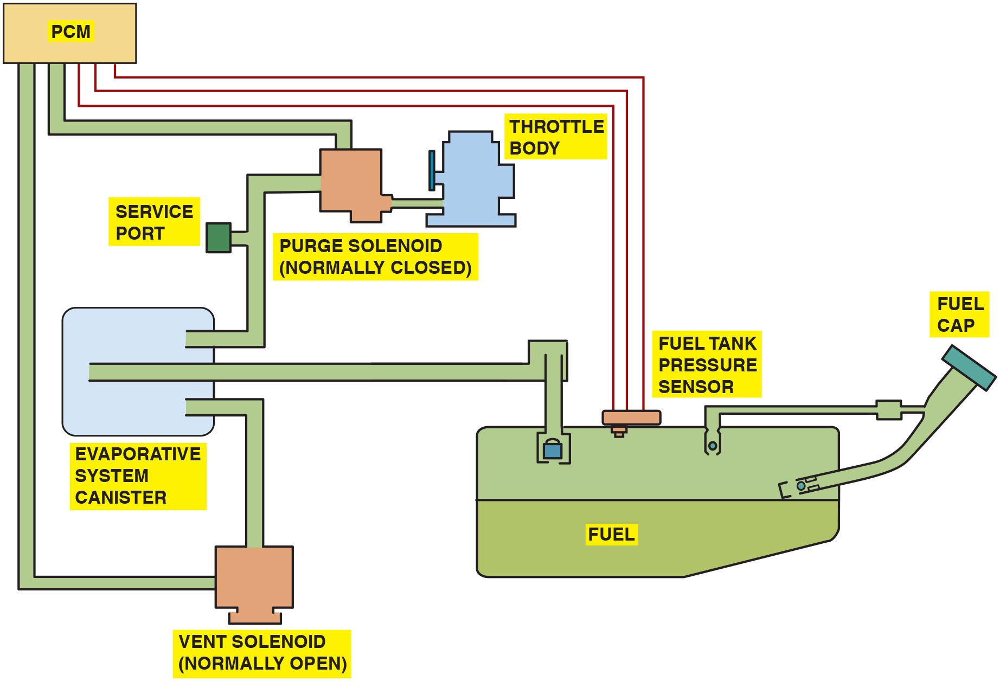 PCM
THROTTLE
BODY
SERVICE
PORT
PURGE SOLENOID
(NORMALLY CLOSED)
FUEL
CAP
FUEL TANK
PRESSURE
SENSOR
EVAPORATIVE
SYSTEM
CANISTER
FUEL
VENT SOLENOID
(NORMALLY OPEN)